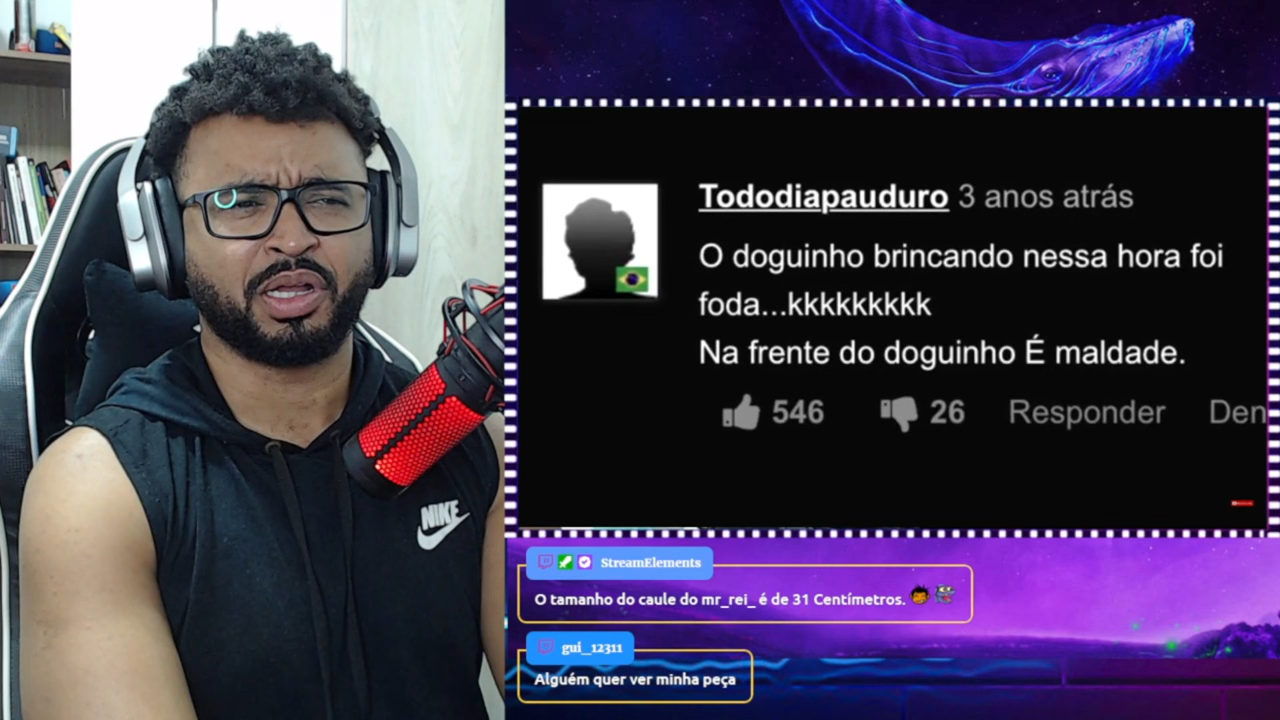 Tododiapauduro 3 anos atrás
O doguinho brincando nessa hora foi
foda...kkkkkkkkk
Na frente do doguinho É maldade.
546 26 Responder Den
NIKE
StreamElements
O tamanho do caule do mr_rei_ é de 31 Centímetros.
gui_12311
Alguém quer ver minha peça